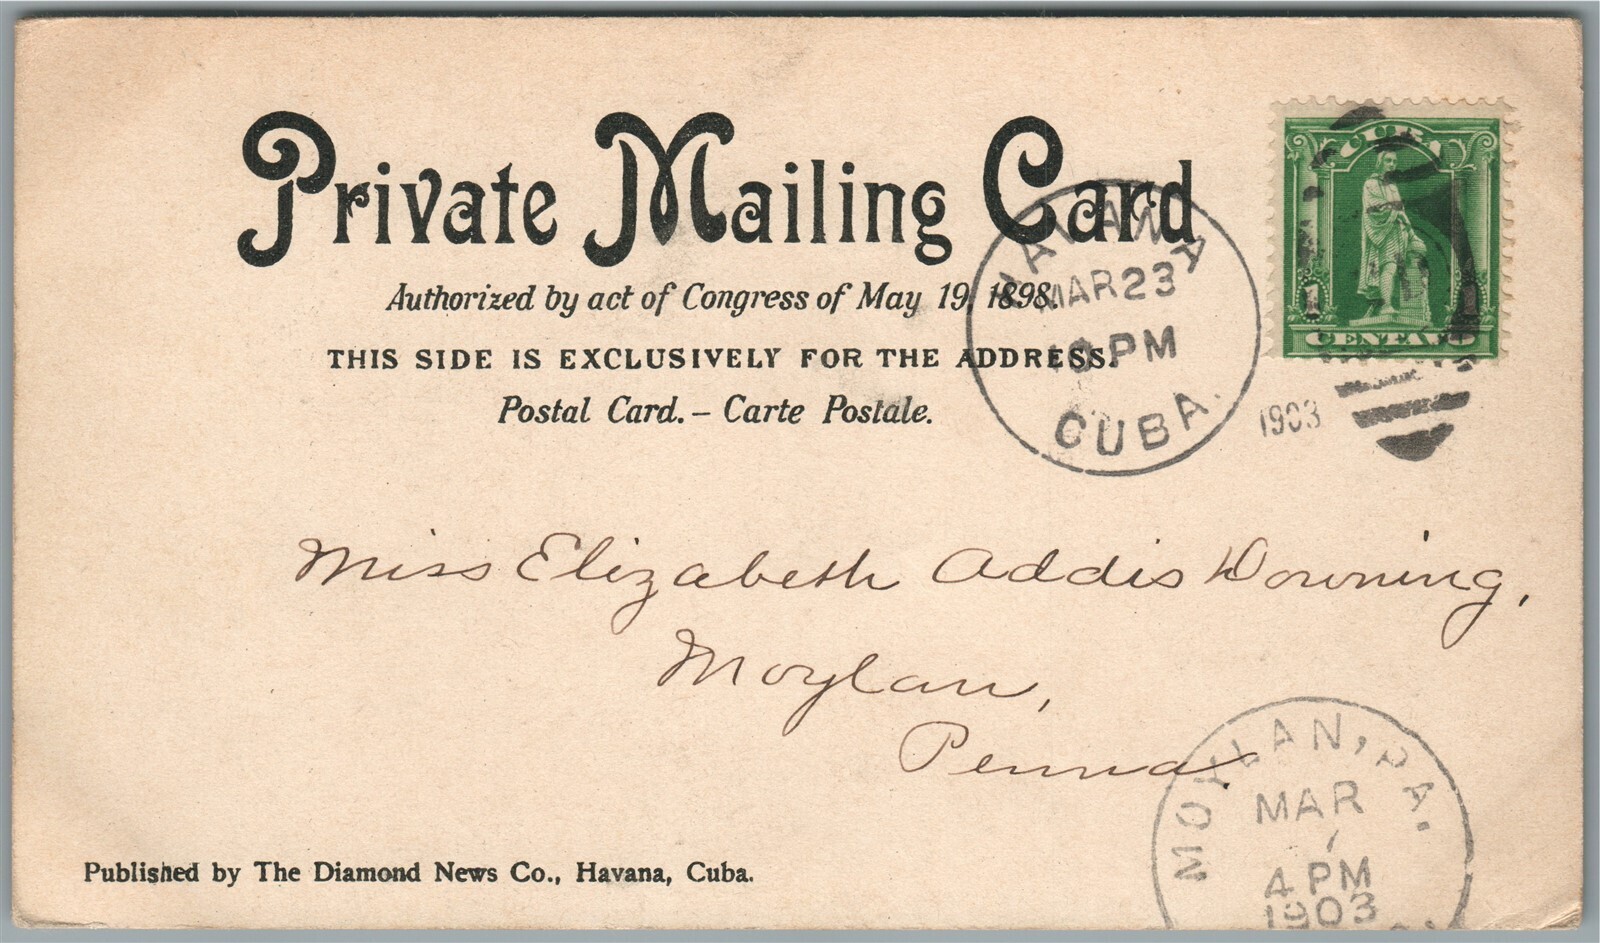 Private Mailing Card
Authorized by act of Congress of May 19, 1898.
THIS SIDE IS EXCLUSIVELY FOR THE ADDRESS.
Postal Card. – Carte Postale.
HAVANA
MAR 23
10 PM
CUBA.
1903
CUBA
1 1
CENTAVO
Miss Elizabeth Addis Downing,
Moylan,
Penna.
MOYLAN, PA.
MAR
4 PM
1903
Published by The Diamond News Co., Havana, Cuba.